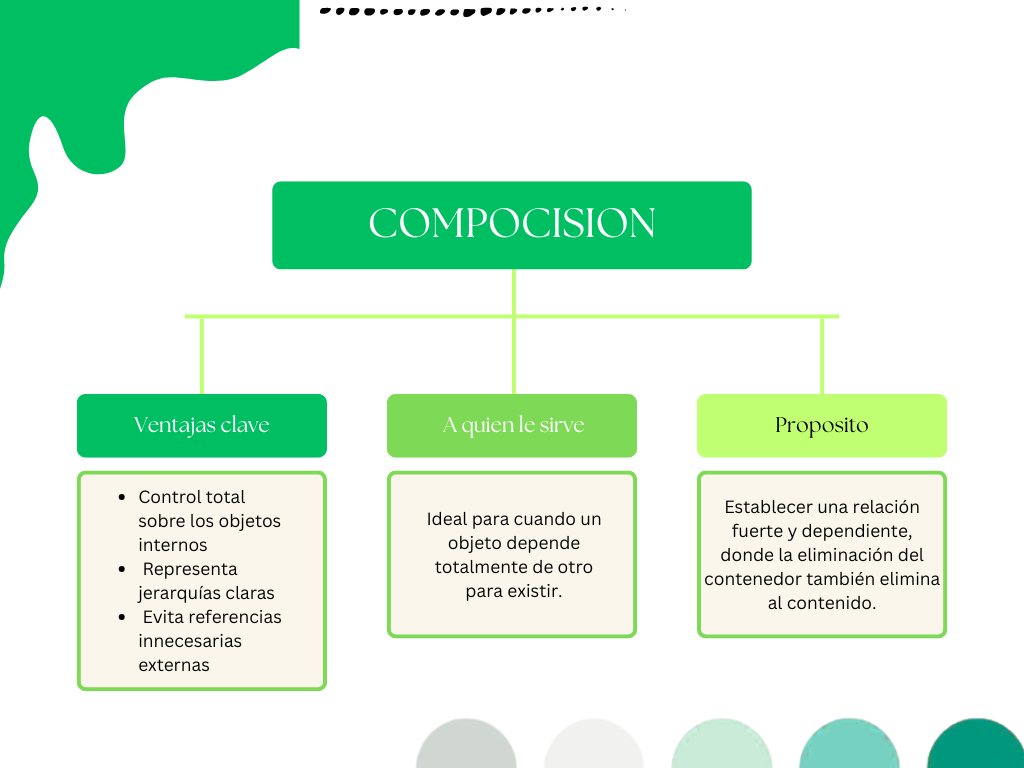 COMPOCISION
Ventajas clave
• Control total
sobre los objetos
internos
• Representa
jerarquías claras
• Evita referencias
innecesarias
externas
A quien le sirve
Ideal para cuando un
objeto depende
totalmente de otro
para existir.
Proposito
Establecer una relación
fuerte y dependiente,
donde la eliminación del
contenedor también elimina
al contenido.